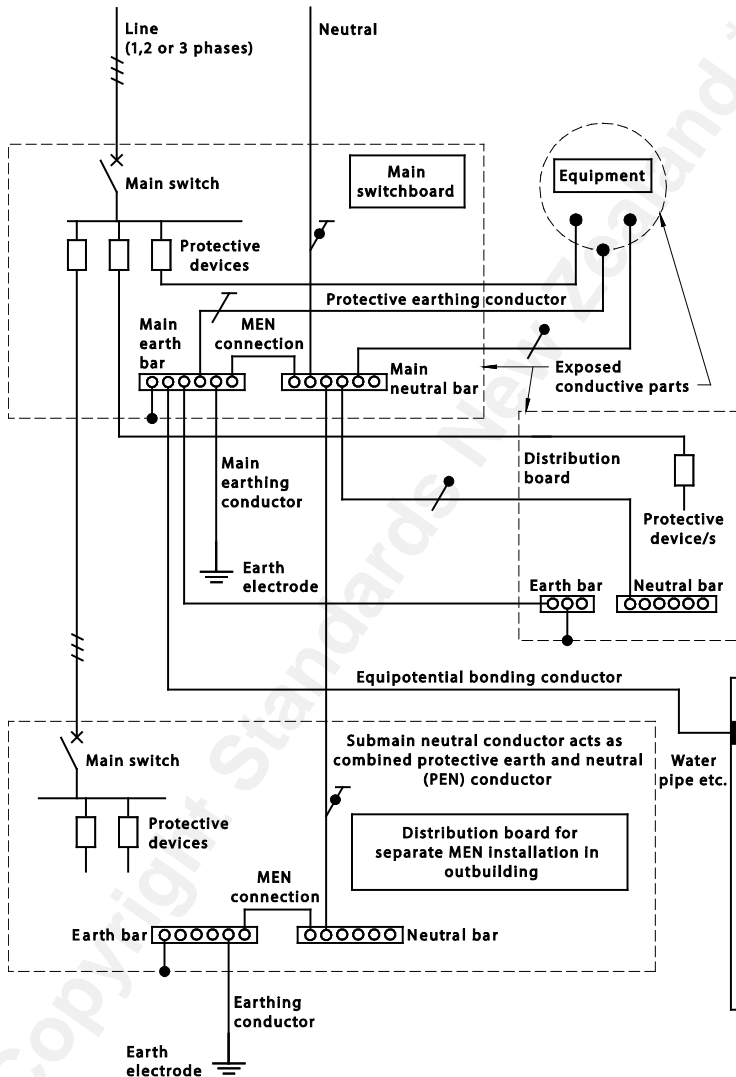 Line
(1,2 or 3 phases)
Neutral
Main switch
Main
switchboard
Equipment
Protective
devices
Protective earthing conductor
Main
earth
bar
MEN
connection
Main
neutral bar
Exposed
conductive parts
Main
earthing
conductor
Distribution
board
Protective
device/s
Earth
electrode
Earth bar
Neutral bar
Equipotential bonding conductor
Water
pipe etc.
Main switch
Submain neutral conductor acts as
combined protective earth and neutral
(PEN) conductor
Protective
devices
Distribution board for
separate MEN installation in
outbuilding
MEN
connection
Earth bar
Neutral bar
Earthing
conductor
Earth
electrode
Copyright Standards New Zealand